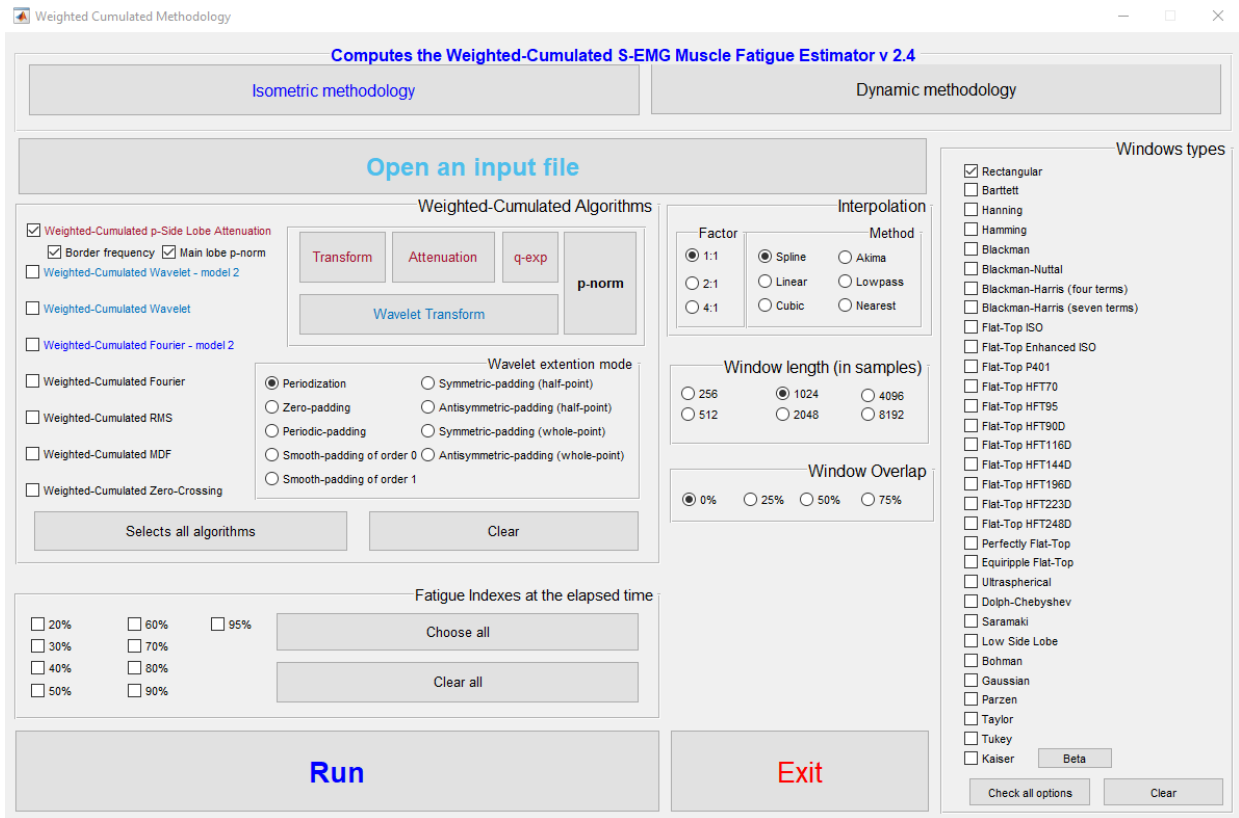 Weighted Cumulated Methodology
Computes the Weighted-Cumulated S-EMG Muscle Fatigue Estimator v 2.4
Isometric methodology
Dynamic methodology
Open an input file
Weighted-Cumulated Algorithms
Weighted-Cumulated p-Side Lobe Attenuation
Border frequency
Main lobe p-norm
Weighted-Cumulated Wavelet - model 2
Weighted-Cumulated Wavelet
Weighted-Cumulated Fourier - model 2
Weighted-Cumulated Fourier
Weighted-Cumulated RMS
Weighted-Cumulated MDF
Weighted-Cumulated Zero-Crossing
Transform
Attenuation
q-exp
p-norm
Wavelet Transform
Wavelet extention mode
Periodization
Zero-padding
Periodic-padding
Smooth-padding of order 0
Smooth-padding of order 1
Symmetric-padding (half-point)
Antisymmetric-padding (half-point)
Symmetric-padding (whole-point)
Antisymmetric-padding (whole-point)
Selects all algorithms
Clear
Fatigue Indexes at the elapsed time
20%
30%
40%
50%
60%
70%
80%
90%
95%
Choose all
Clear all
Run
Interpolation
Factor
1:1
2:1
4:1
Method
Spline
Linear
Cubic
Akima
Lowpass
Nearest
Window length (in samples)
256
512
1024
2048
4096
8192
Window Overlap
0%
25%
50%
75%
Exit
Windows types
Rectangular
Barttett
Hanning
Hamming
Blackman
Blackman-Nuttal
Blackman-Harris (four terms)
Blackman-Harris (seven terms)
Flat-Top ISO
Flat-Top Enhanced ISO
Flat-Top P401
Flat-Top HFT70
Flat-Top HFT95
Flat-Top HFT90D
Flat-Top HFT116D
Flat-Top HFT144D
Flat-Top HFT196D
Flat-Top HFT223D
Flat-Top HFT248D
Perfectly Flat-Top
Equiripple Flat-Top
Ultraspherical
Dolph-Chebyshev
Saramaki
Low Side Lobe
Bohman
Gaussian
Parzen
Taylor
Tukey
Kaiser
Beta
Check all options
Clear